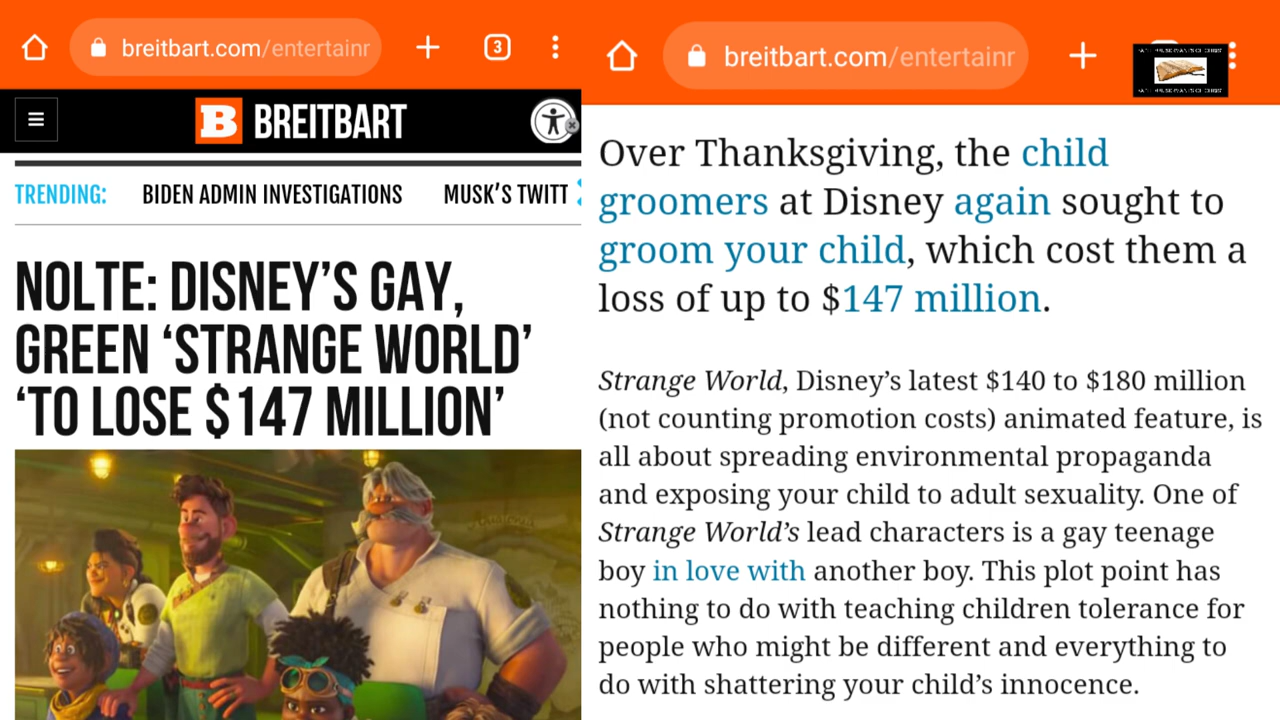 breitbart.com/entertainr
3
B BREITBART
TRENDING: BIDEN ADMIN INVESTIGATIONS MUSK'S TWITT
NOLTE: DISNEY'S GAY,
GREEN ‘STRANGE WORLD’
‘TO LOSE $147 MILLION’
breitbart.com/entertainr
Over Thanksgiving, the child
groomers at Disney again sought to
groom your child, which cost them a
loss of up to $147 million.
Strange World, Disney’s latest $140 to $180 million
(not counting promotion costs) animated feature, is
all about spreading environmental propaganda
and exposing your child to adult sexuality. One of
Strange World’s lead characters is a gay teenage
boy in love with another boy. This plot point has
nothing to do with teaching children tolerance for
people who might be different and everything to
do with shattering your child’s innocence.